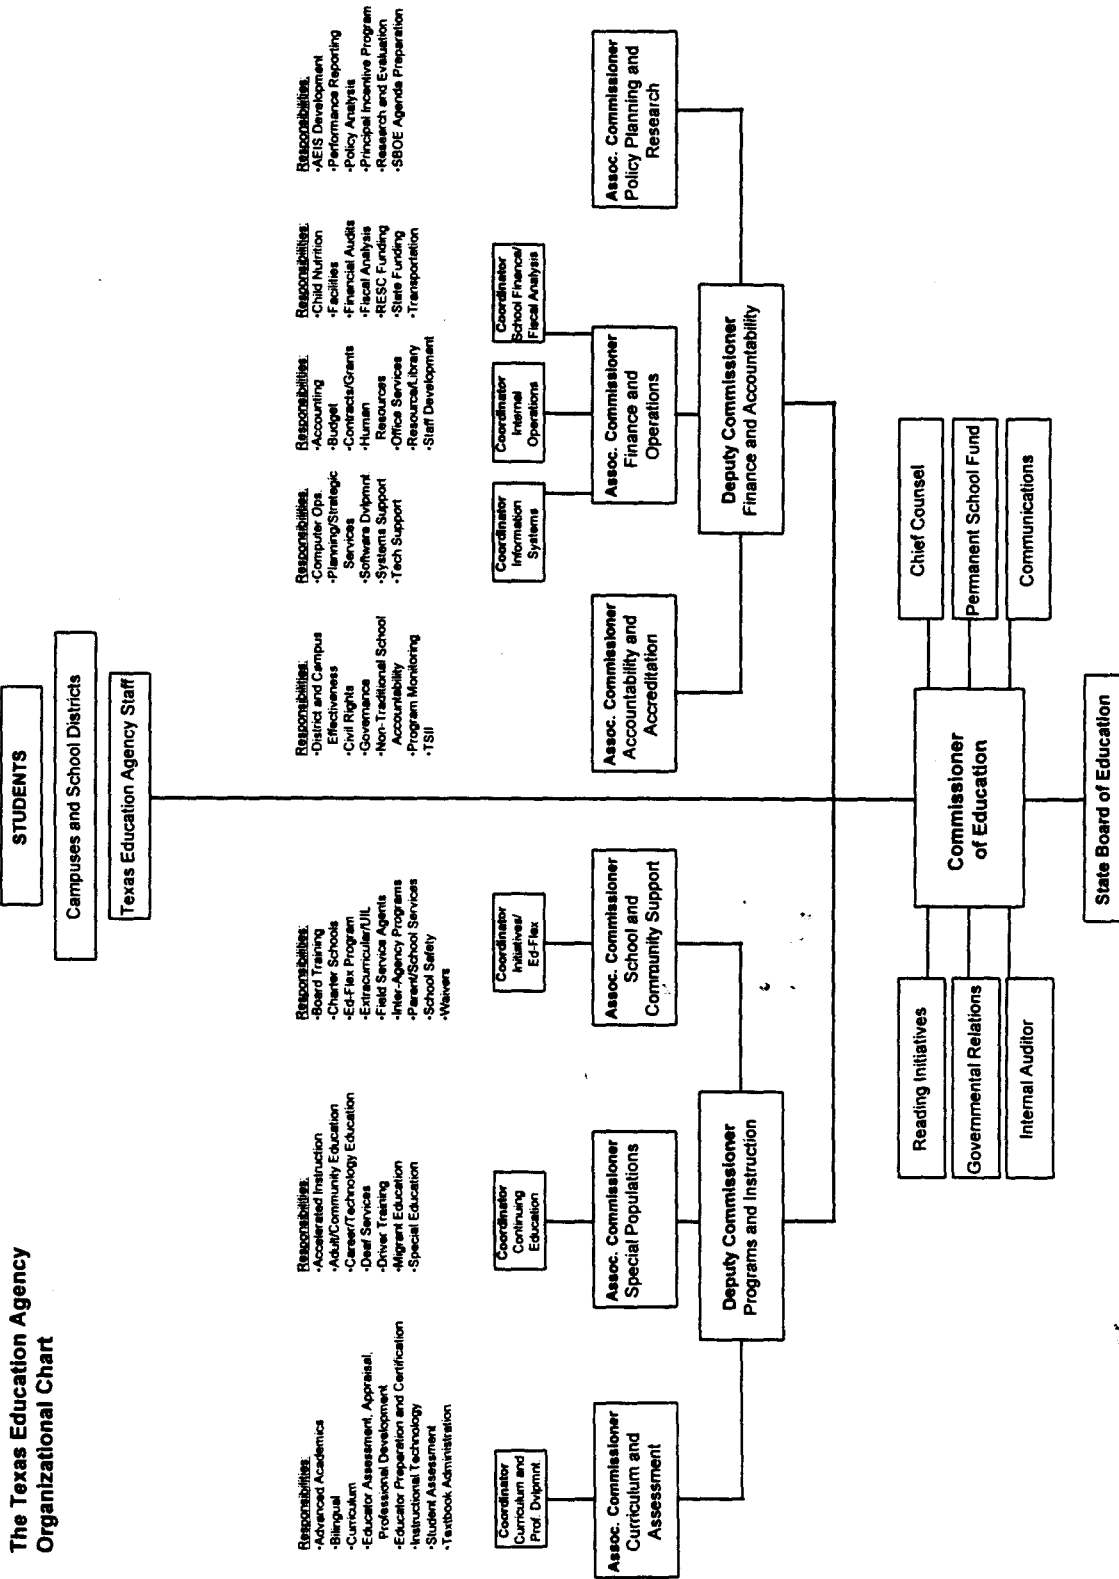 The Texas Education Agency
Organizational Chart
STUDENTS
Campuses and School Districts
Texas Education Agency Staff
Responsibilities:
•Advanced Academics
•Bilingual
•Curriculum
•Educator Assessment, Appraisal,
Professional Development
•Educator Preparation and Certification
•Instructional Technology
•Student Assessment
•Textbook Administration
Responsibilities:
•Accelerated Instruction
•Adult/Community Education
•Career/Technology Education
•Deaf Services
•Driver Training
•Migrant Education
•Special Education
Responsibilities:
•Board Training
•Charter Schools
•Ed-Flex Program
•Extracurricular/UIL
•Field Service Agents
•Inter-Agency Programs
•Parent/School Services
•School Safety
•Waivers
Responsibilities:
•District and Campus
Effectiveness
•Civil Rights
•Governance
•Non-Traditional School
Accountability
•Program Monitoring
•TSII
Responsibilities:
•Computer Ops.
•Planning/Strategic
Services
•Software Dvlpmnt.
•Systems Support
•Tech Support
Responsibilities:
•Accounting
•Budget
•Contracts/Grants
•Human
Resources
•Office Services
•Resource/Library
•Staff Development
Responsibilities:
•Child Nutrition
•Facilities
•Financial Audits
•Fiscal Analysis
•RESC Funding
•State Funding
•Transportation
Responsibilities:
•AEIS Development
•Performance Reporting
•Policy Analysis
•Principal Incentive Program
•Research and Evaluation
•SBOE Agenda Preparation
Coordinator
Curriculum and
Prof. Dvlpmnt.
Coordinator
Continuing
Education
Coordinator
Initiatives/
Ed-Flex
Coordinator
Information
Systems
Coordinator
Internal
Operations
Coordinator
School Finance/
Fiscal Analysis
Assoc. Commissioner
Curriculum and
Assessment
Assoc. Commissioner
Special Populations
Assoc. Commissioner
School and
Community Support
Assoc. Commissioner
Accountability and
Accreditation
Assoc. Commissioner
Finance and
Operations
Assoc. Commissioner
Policy Planning and
Research
Deputy Commissioner
Programs and Instruction
Deputy Commissioner
Finance and Accountability
Reading Initiatives
Governmental Relations
Internal Auditor
Commissioner
of Education
Chief Counsel
Permanent School Fund
Communications
State Board of Education